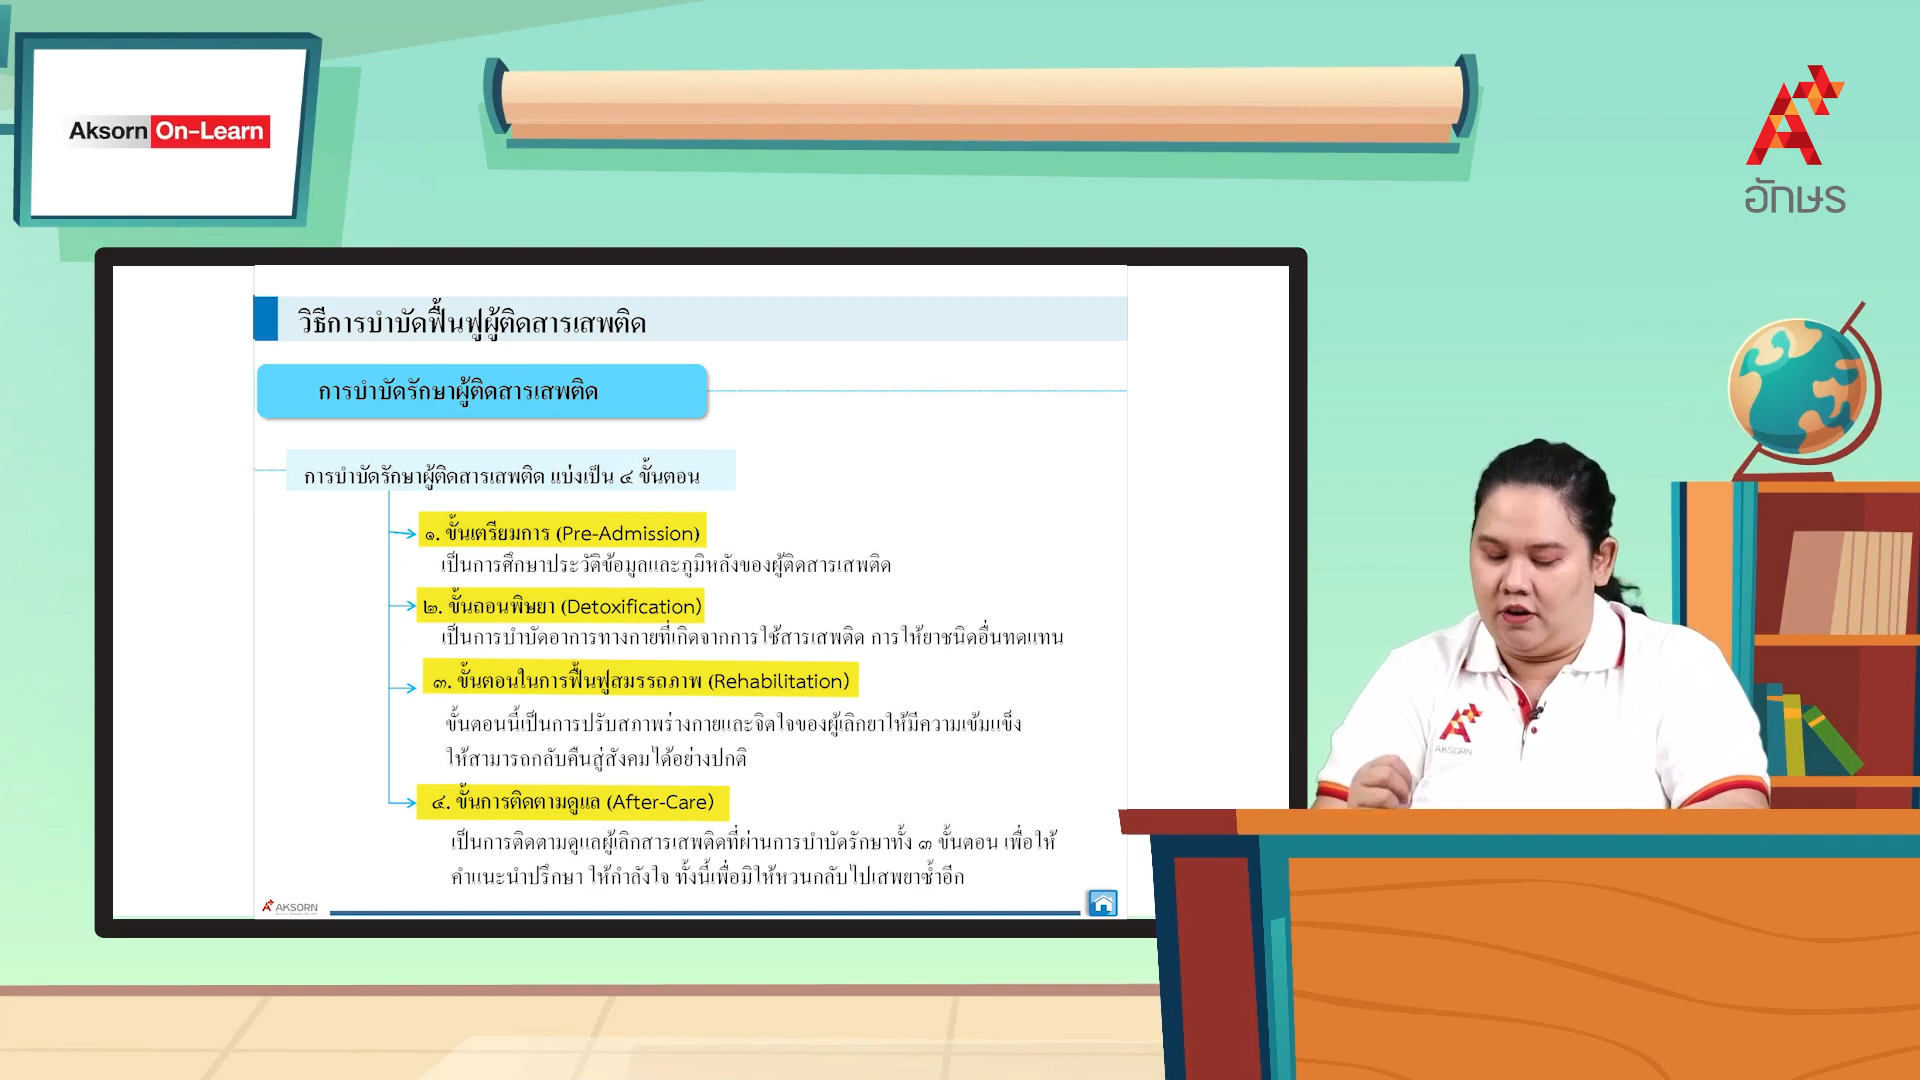 Aksorn On-Learn
อักษร
วิธีการบำบัดฟื้นฟูผู้ติดสารเสพติด
การบำบัดรักษาผู้ติดสารเสพติด
การบำบัดรักษาผู้ติดสารเสพติด แบ่งเป็น ๔ ขั้นตอน
๑. ขั้นเตรียมการ (Pre-Admission)
เป็นการศึกษาประวัติข้อมูลและภูมิหลังของผู้ติดสารเสพติด
๒. ขั้นถอนพิษยา (Detoxification)
เป็นการบำบัดอาการทางกายที่เกิดจากการใช้สารเสพติด การให้ยาชนิดอื่นทดแทน
๓. ขั้นตอนในการฟื้นฟูสมรรถภาพ (Rehabilitation)
ขั้นตอนนี้เป็นการปรับสภาพร่างกายและจิตใจของผู้เลิกยาให้มีความเข้มแข็ง
ให้สามารถกลับคืนสู่สังคมได้อย่างปกติ
๔. ขั้นการติดตามดูแล (After-Care)
เป็นการติดตามดูแลผู้เลิกสารเสพติดที่ผ่านการบำบัดรักษาทั้ง ๓ ขั้นตอน เพื่อให้
คำแนะนำปรึกษา ให้กำลังใจ ทั้งนี้เพื่อมิให้หวนกลับไปเสพยาซ้ำอีก
AKSORN
AKSORN